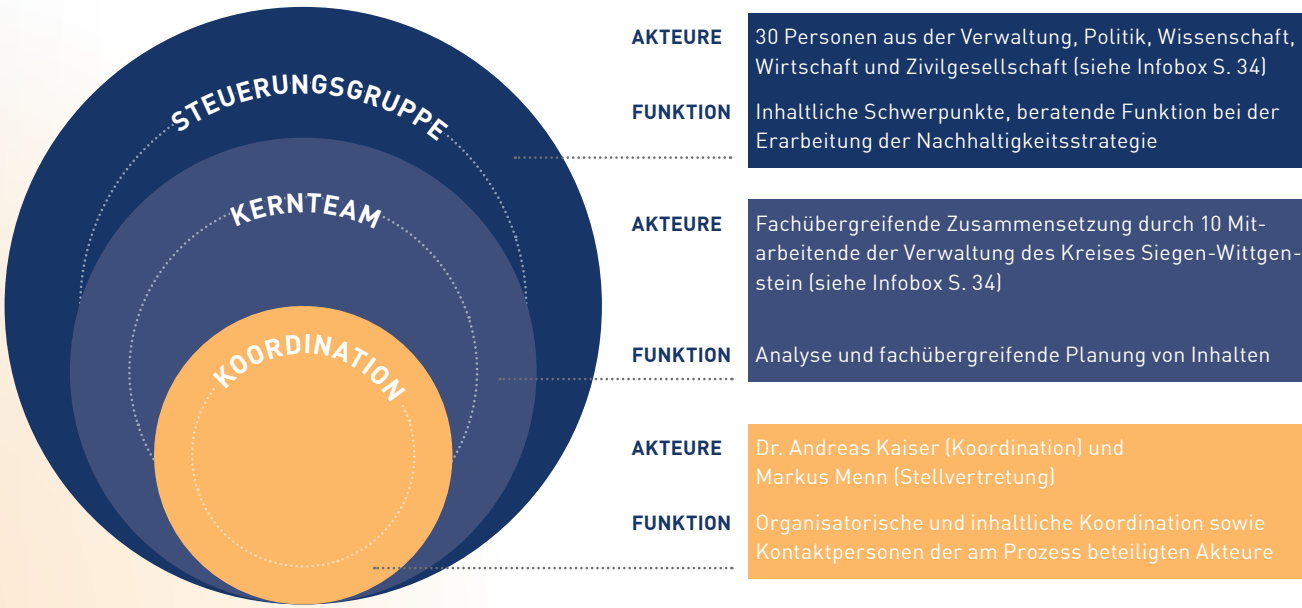 STEUERUNGSGRUPPE
KERNTEAM
KOORDINATION
AKTEURE 30 Personen aus der Verwaltung, Politik, Wissenschaft,
Wirtschaft und Zivilgesellschaft (siehe Infobox S. 34)
FUNKTION Inhaltliche Schwerpunkte, beratende Funktion bei der
Erarbeitung der Nachhaltigkeitsstrategie
AKTEURE Fachübergreifende Zusammensetzung durch 10 Mit-
arbeitende der Verwaltung des Kreises Siegen-Wittgen-
stein (siehe Infobox S. 34)
FUNKTION Analyse und fachübergreifende Planung von Inhalten
AKTEURE Dr. Andreas Kaiser (Koordination) und
Markus Menn (Stellvertretung)
FUNKTION Organisatorische und inhaltliche Koordination sowie
Kontaktpersonen der am Prozess beteiligten Akteure